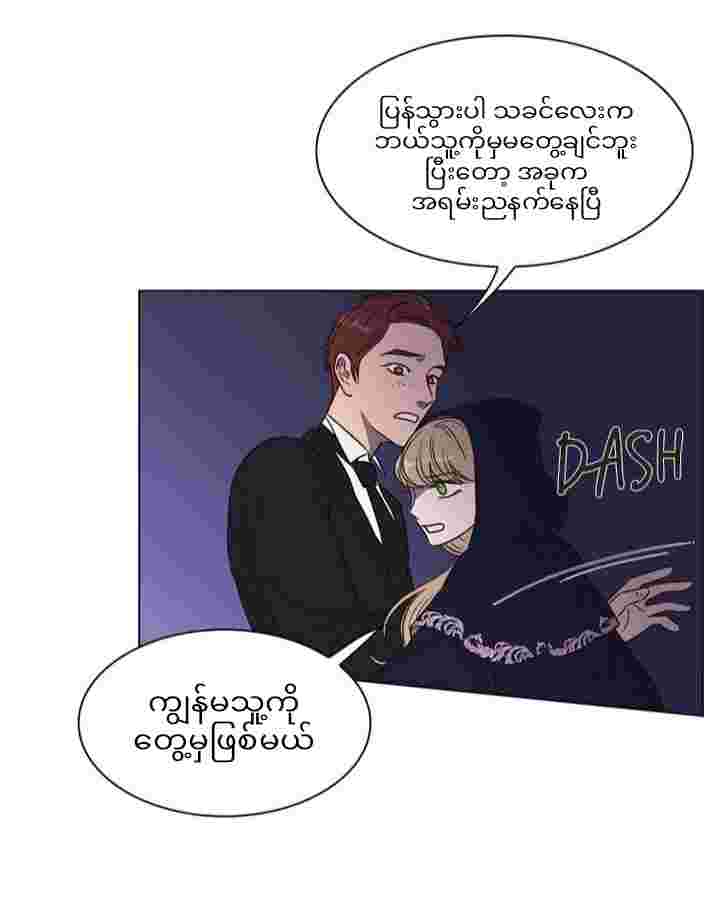 ပြန်သွားပါ သခင်လေးက
ဘယ်သူ့ကိုမှမတွေ့ချင်ဘူး
ပြီးတော့ အခုက
အရမ်းညနက်နေပြီ
DASH
ကျွန်မသူ့ကို
တွေ့မှဖြစ်မယ်